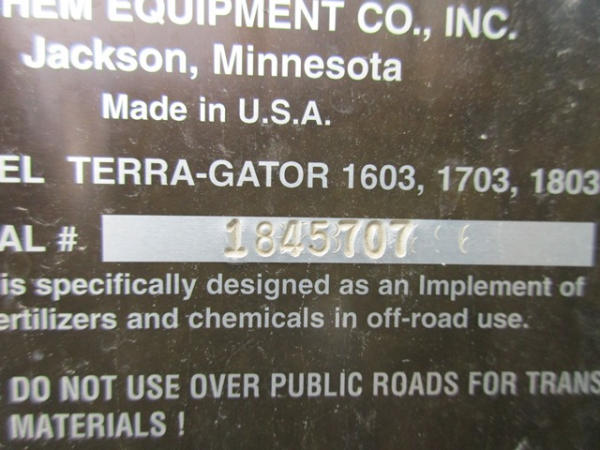 HEM EQUIPMENT CO., INC.
Jackson, Minnesota
Made in U.S.A.
EL TERRA-GATOR 1603, 1703, 1803
AL # 1845707
is specifically designed as an Implement of
ertilizers and chemicals in off-road use.
DO NOT USE OVER PUBLIC ROADS FOR TRANS
MATERIALS !